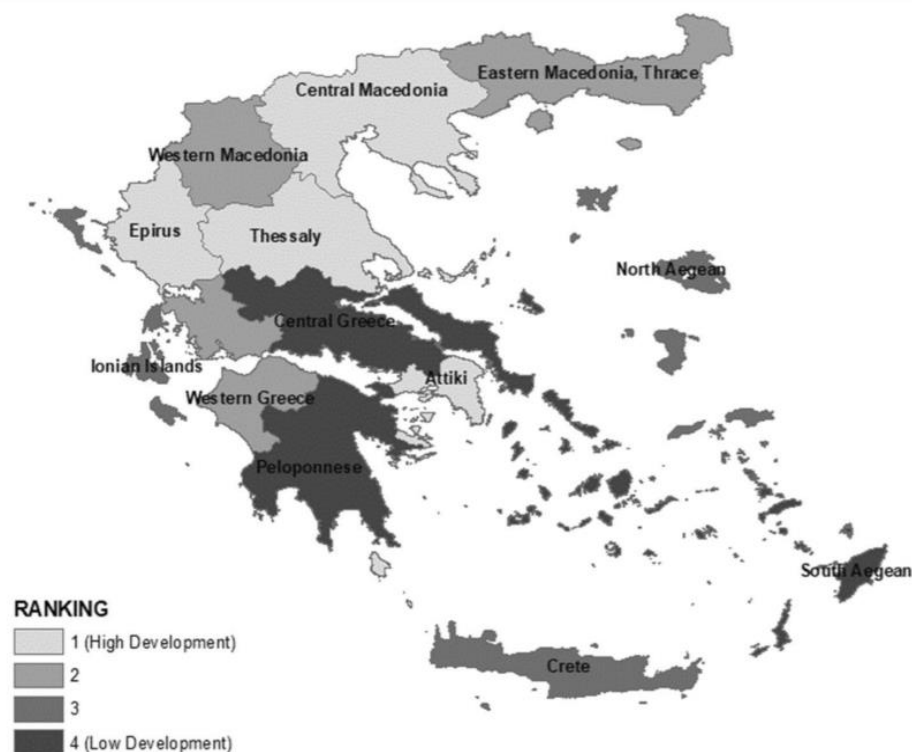 Eastern Macedonia, Thrace
Central Macedonia
Western Macedonia
Epirus
Thessaly
North Aegean
Central Greece
Ionian Islands
Attiki
Western Greece
Peloponnese
South Aegean
Crete
RANKING
1 (High Development)
2
3
4 (Low Development)